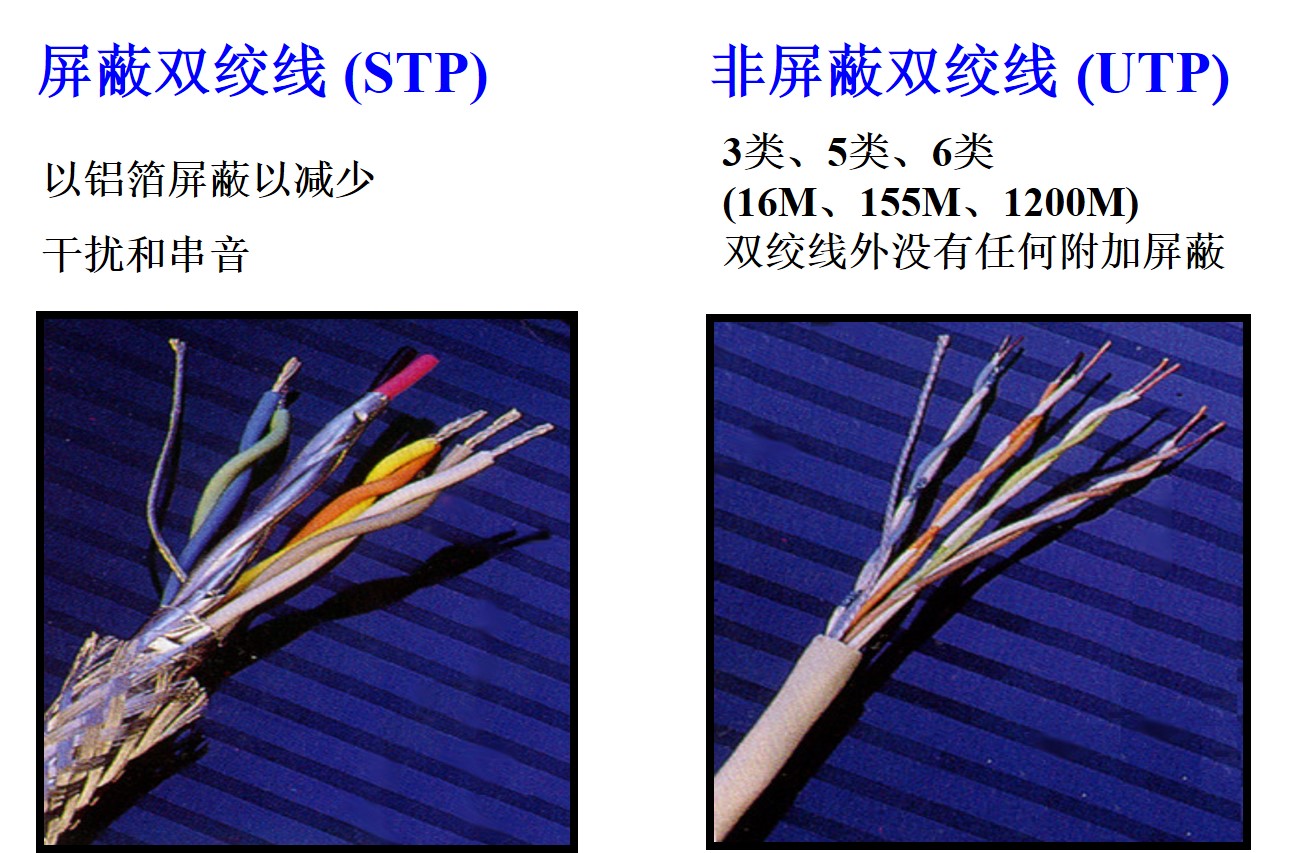 屏蔽双绞线 (STP)
以铝箔屏蔽以减少
干扰和串音
非屏蔽双绞线 (UTP)
3类、5类、6类
(16M、155M、1200M)
双绞线外没有任何附加屏蔽